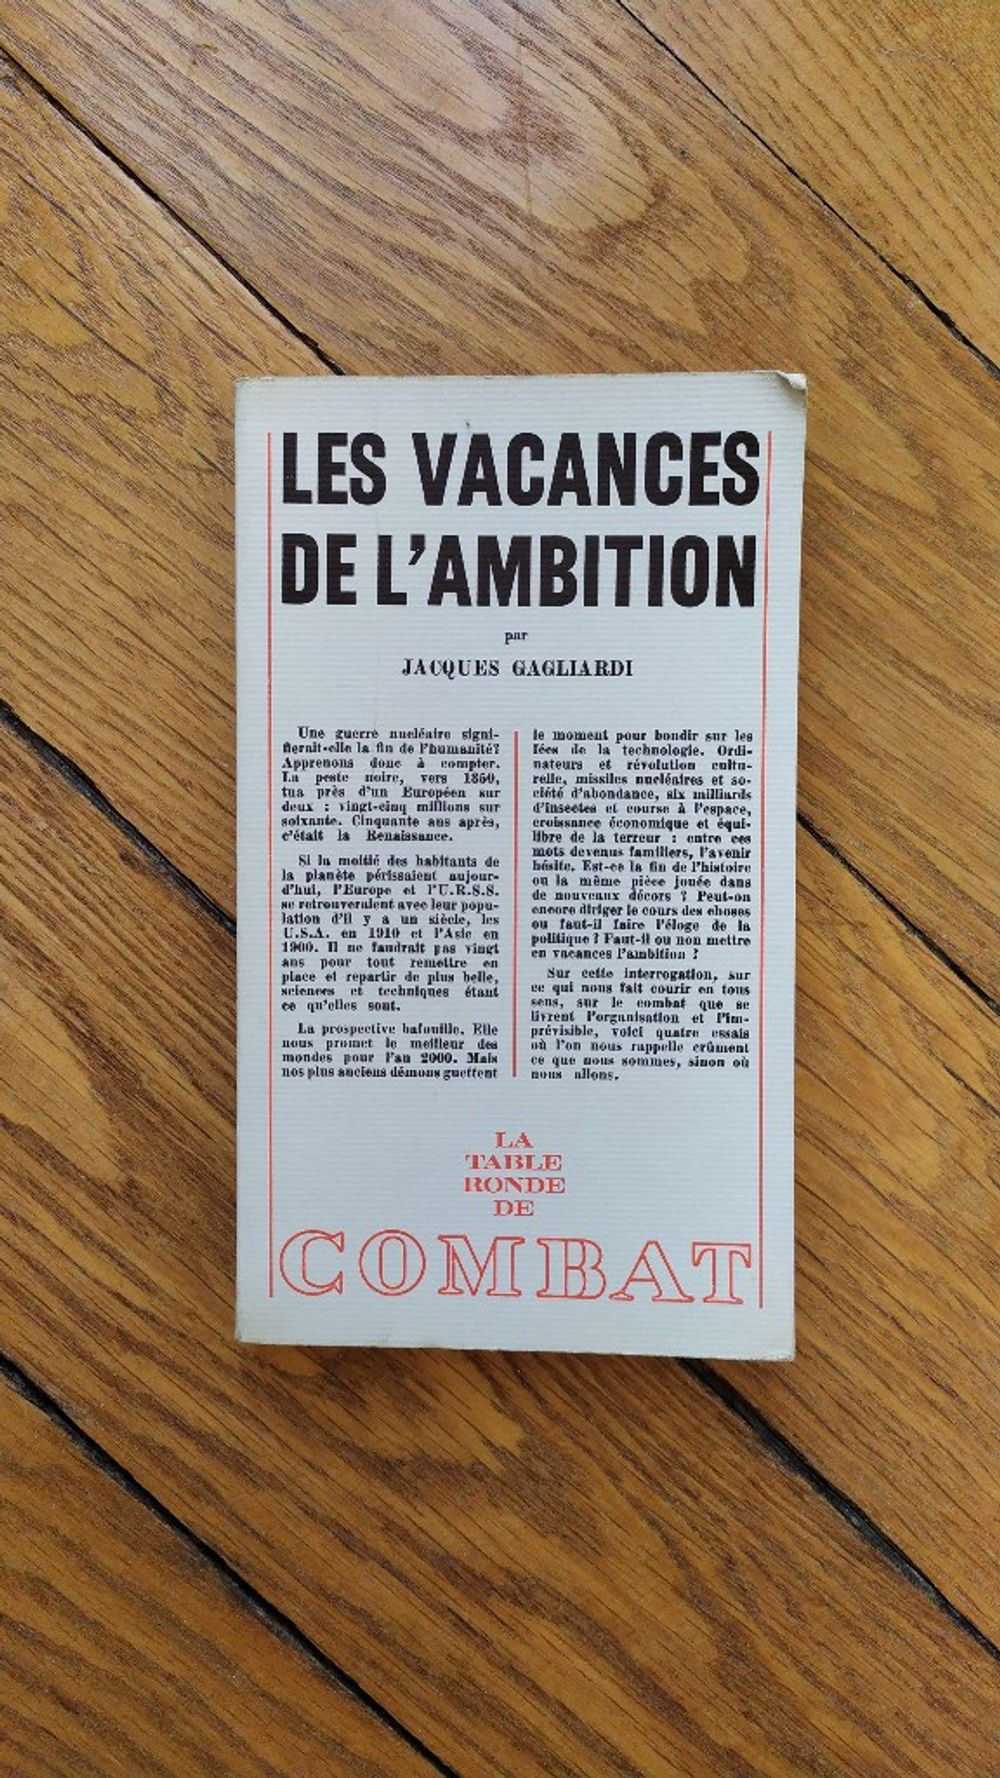 LES VACANCES
DE L'AMBITION
par
JACQUES GAGLIARDI
Une guerre nucléaire signi-
fierait-elle la fin de l'humanité?
Apprenons donc à compter.
La peste noire, vers 1350,
tua près d'un Européen sur
deux : vingt-cinq millions sur
soixante. Cinquante ans après,
c'était la Renaissance.
Si la moitié des habitants de
la planète périssaient aujour-
d'hui, l'Europe et l'U.R.S.S.
se retrouveraient avec leur popu-
lation d'il y a un siècle, les
U.S.A. en 1910 et l'Asie en
1900. Il ne faudrait pas vingt
ans pour tout remettre en
place et repartir de plus belle,
sciences et techniques étant
ce qu'elles sont.
La prospective bafouille. Elle
nous promet le meilleur des
mondes pour l'an 2000. Mais
nos plus anciens démons guettent
le moment pour bondir sur les
fées de la technologie. Ordi-
nateurs et révolution cultu-
relle, missiles nucléaires et so-
ciété d'abondance, six milliards
d'insectes et course à l'espace,
croissance économique et équi-
libre de la terreur : entre ces
mots devenus familiers, l'avenir
hésite. Est-ce la fin de l'histoire
ou la même pièce jouée dans
de nouveaux décors ? Peut-on
encore diriger le cours des choses
ou faut-il faire l'éloge de la
politique ? Faut-il ou non mettre
en vacances l'ambition ?
Sur cette interrogation, sur
ce qui nous fait courir en tous
sens, sur le combat que se
livrent l'organisation et l'im-
prévisible, voici quatre essais
où l'on nous rappelle crûment
ce que nous sommes, sinon où
nous allons.
LA
TABLE
RONDE
DE
COMBAT